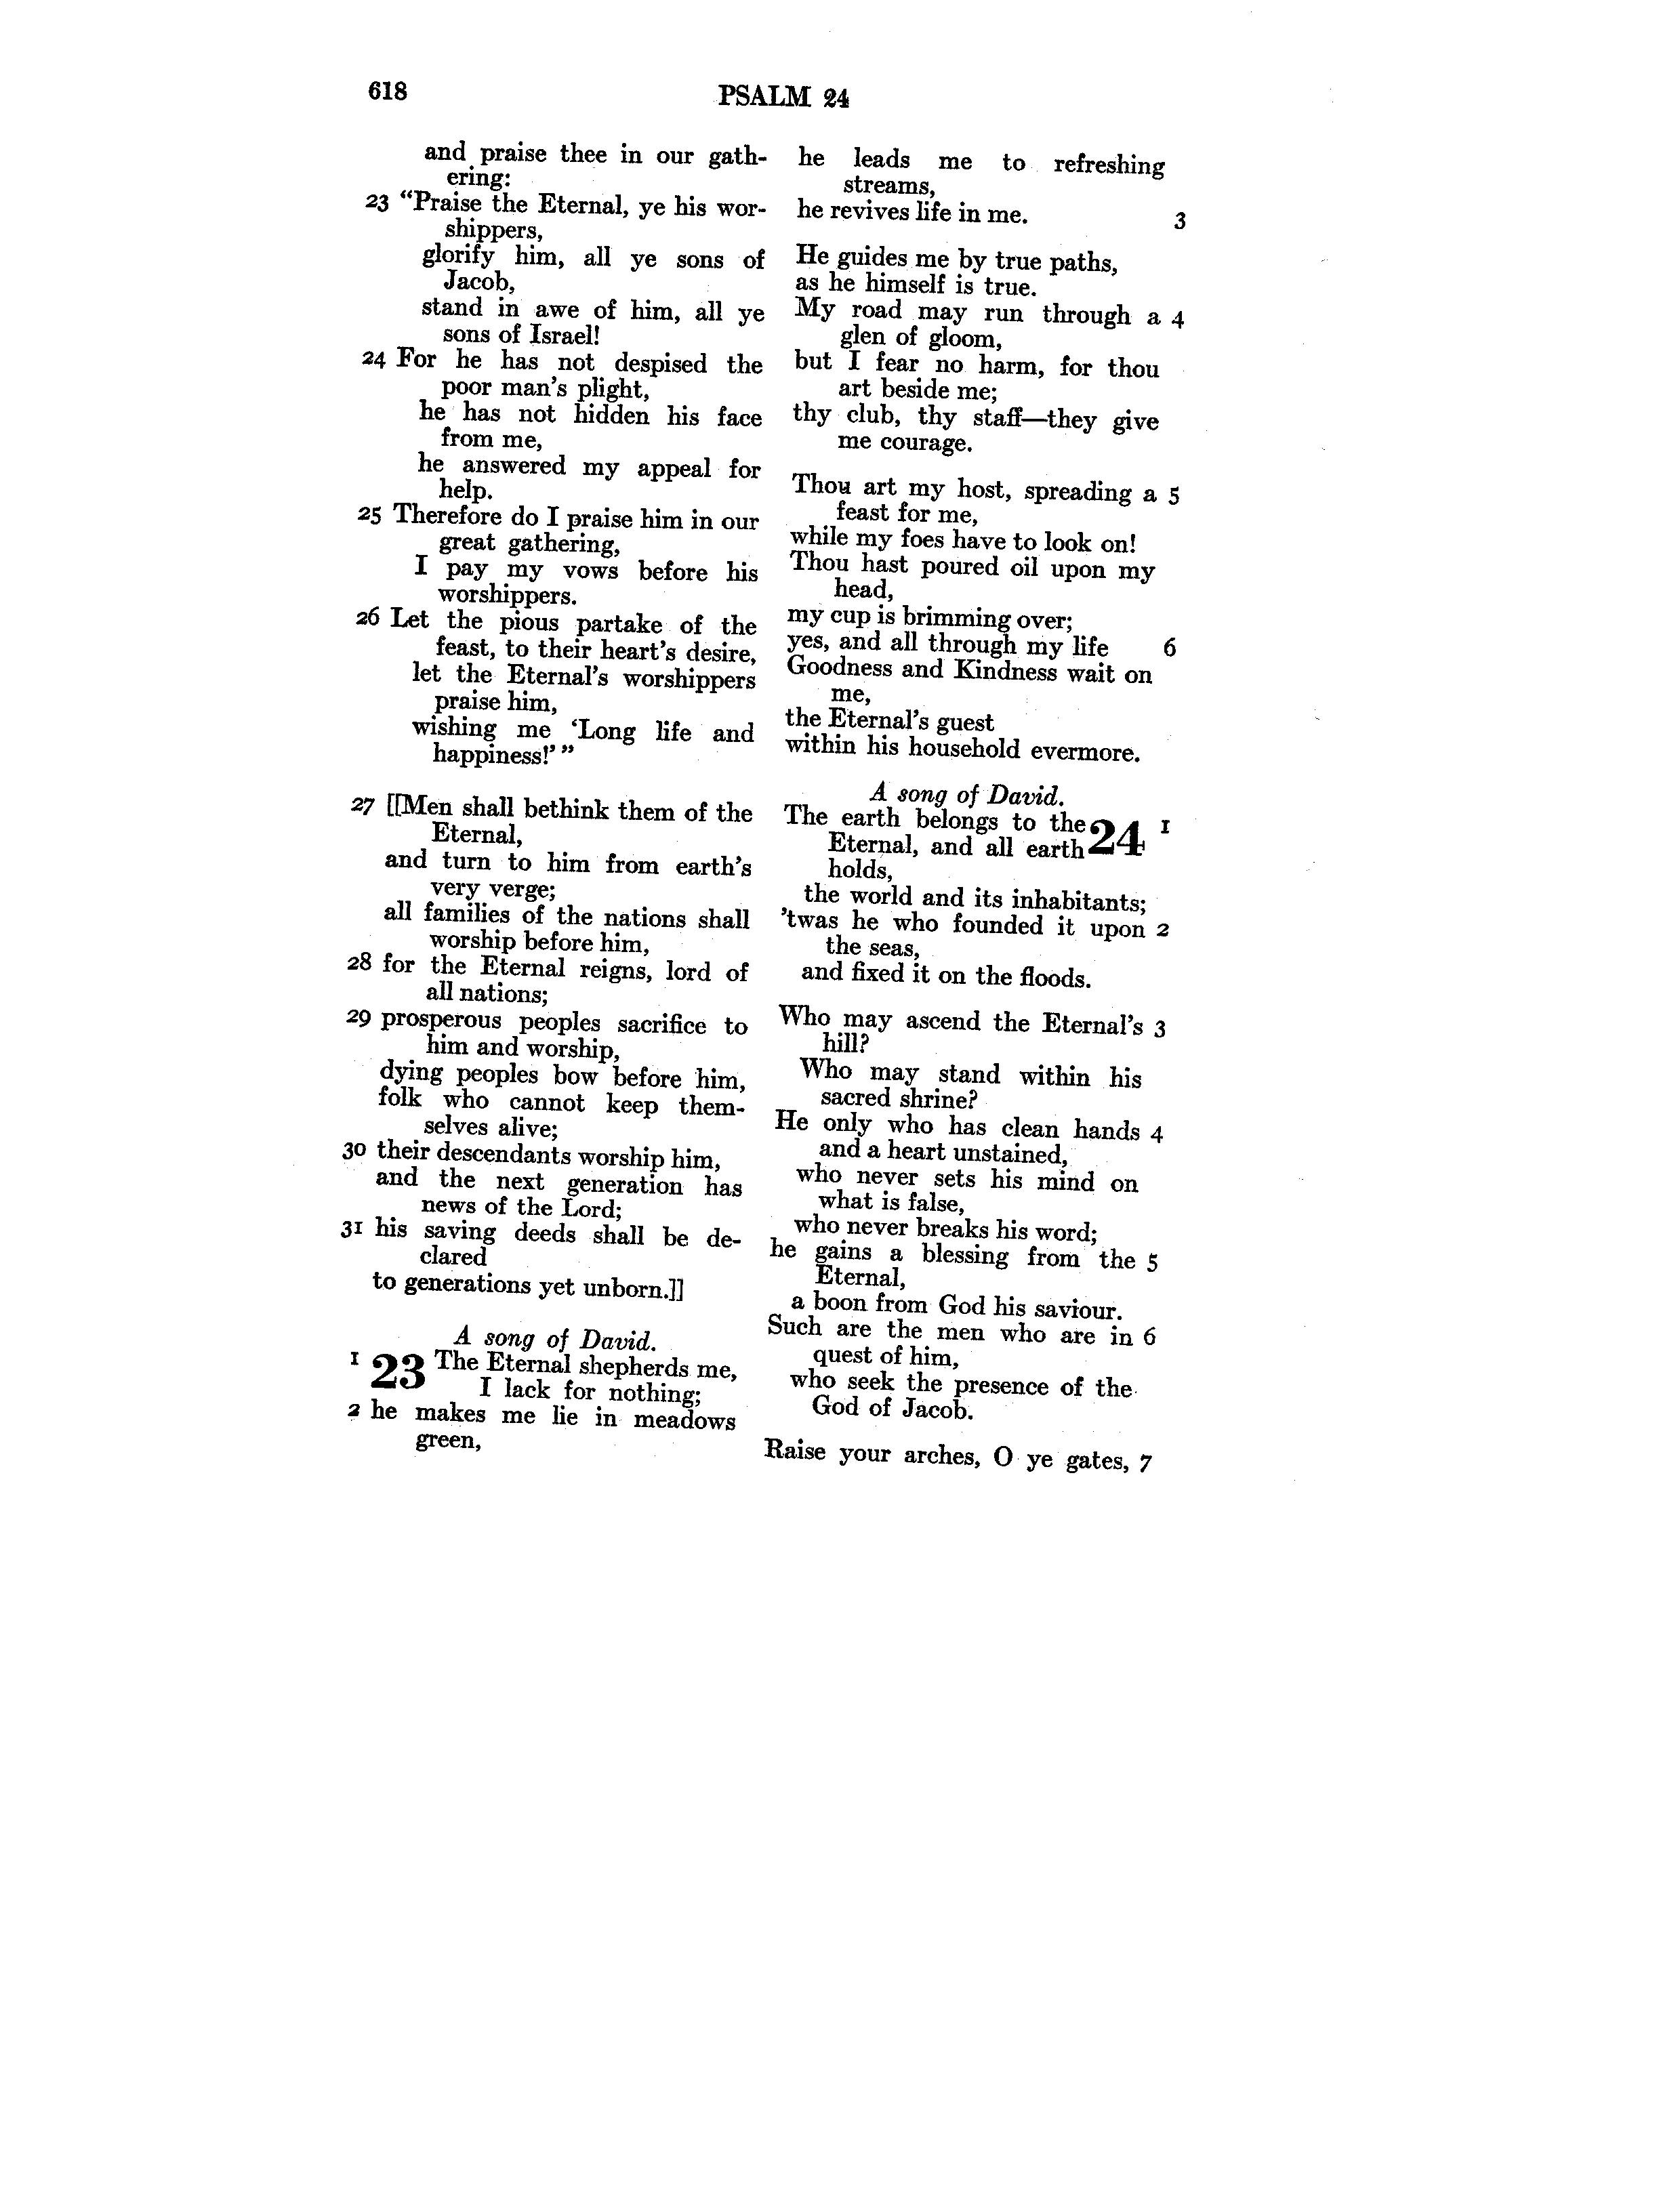 618
PSALM 24
and praise thee in our gath-
ering:
23 "Praise the Eternal, ye his wor-
shippers,
glorify him, all ye sons of
Jacob,
stand in awe of him, all ye
sons of Israel!
24 For he has not despised the
poor man's plight,
he has not hidden his face
from me,
he answered my appeal for
help.
25 Therefore do I praise him in our
great gathering,
I pay my vows before his
worshippers.
26 Let the pious partake of the
feast, to their heart's desire,
let the Eternal's worshippers
praise him,
wishing me 'Long life and
happiness!' "
27 [[Men shall bethink them of the
Eternal,
and turn to him from earth's
very verge;
all families of the nations shall
worship before him,
28 for the Eternal reigns, lord of
all nations;
29 prosperous peoples sacrifice to
him and worship,
dying peoples bow before him,
folk who cannot keep them-
selves alive;
30 their descendants worship him,
and the next generation has
news of the Lord;
31 his saving deeds shall be de-
clared
to generations yet unborn.]]
A song of David.
1 23 The Eternal shepherds me,
I lack for nothing;
2 he makes me lie in meadows
green,
he leads me to refreshing
streams,
he revives life in me. 3
He guides me by true paths,
as he himself is true.
My road may run through a 4
glen of gloom,
but I fear no harm, for thou
art beside me;
thy club, thy staff—they give
me courage.
Thou art my host, spreading a 5
feast for me,
while my foes have to look on!
Thou hast poured oil upon my
head,
my cup is brimming over;
yes, and all through my life 6
Goodness and Kindness wait on
me,
the Eternal's guest
within his household evermore.
A song of David.
The earth belongs to the 24 1
Eternal, and all earth
holds,
the world and its inhabitants;
'twas he who founded it upon 2
the seas,
and fixed it on the floods.
Who may ascend the Eternal's 3
hill?
Who may stand within his
sacred shrine?
He only who has clean hands 4
and a heart unstained,
who never sets his mind on
what is false,
who never breaks his word;
he gains a blessing from the 5
Eternal,
a boon from God his saviour.
Such are the men who are in 6
quest of him,
who seek the presence of the
God of Jacob.
Raise your arches, O ye gates, 7